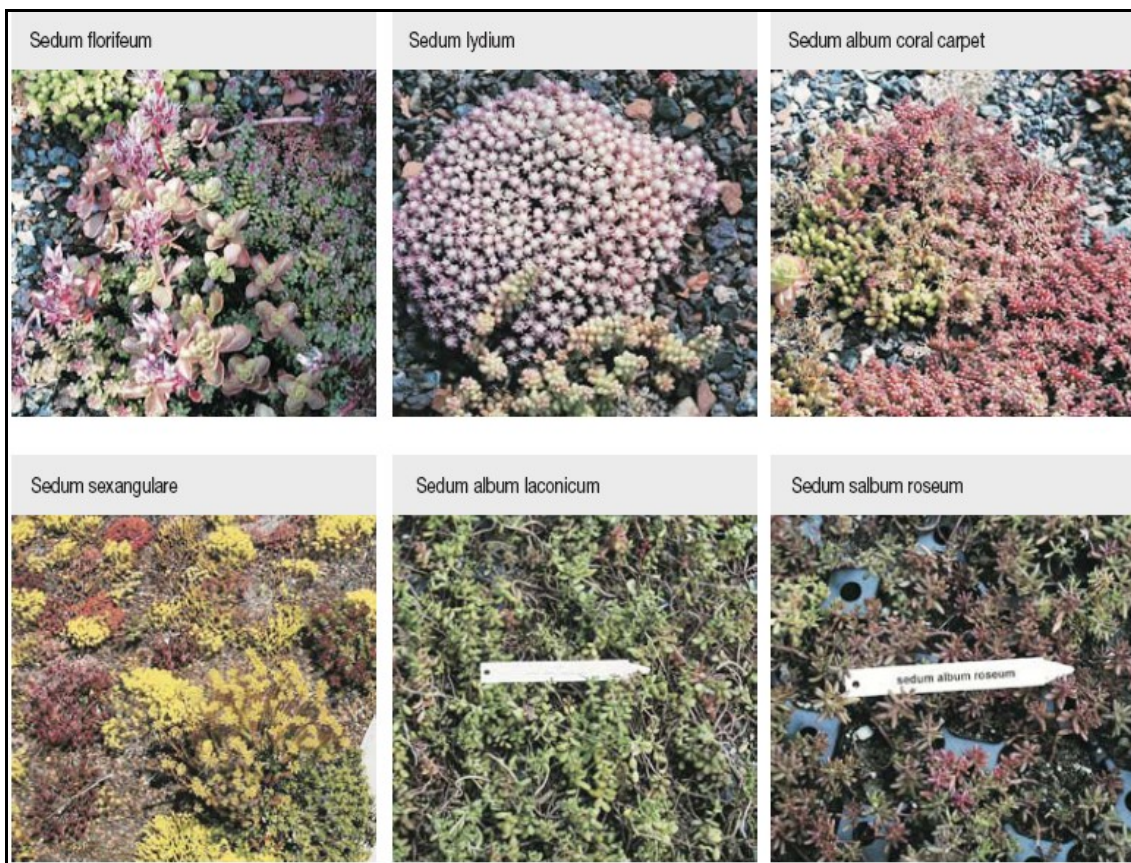 Sedum florifeum
Sedum lydium
Sedum album coral carpet
Sedum sexangulare
Sedum album laconicum
Sedum salbum roseum
sedum album roseum